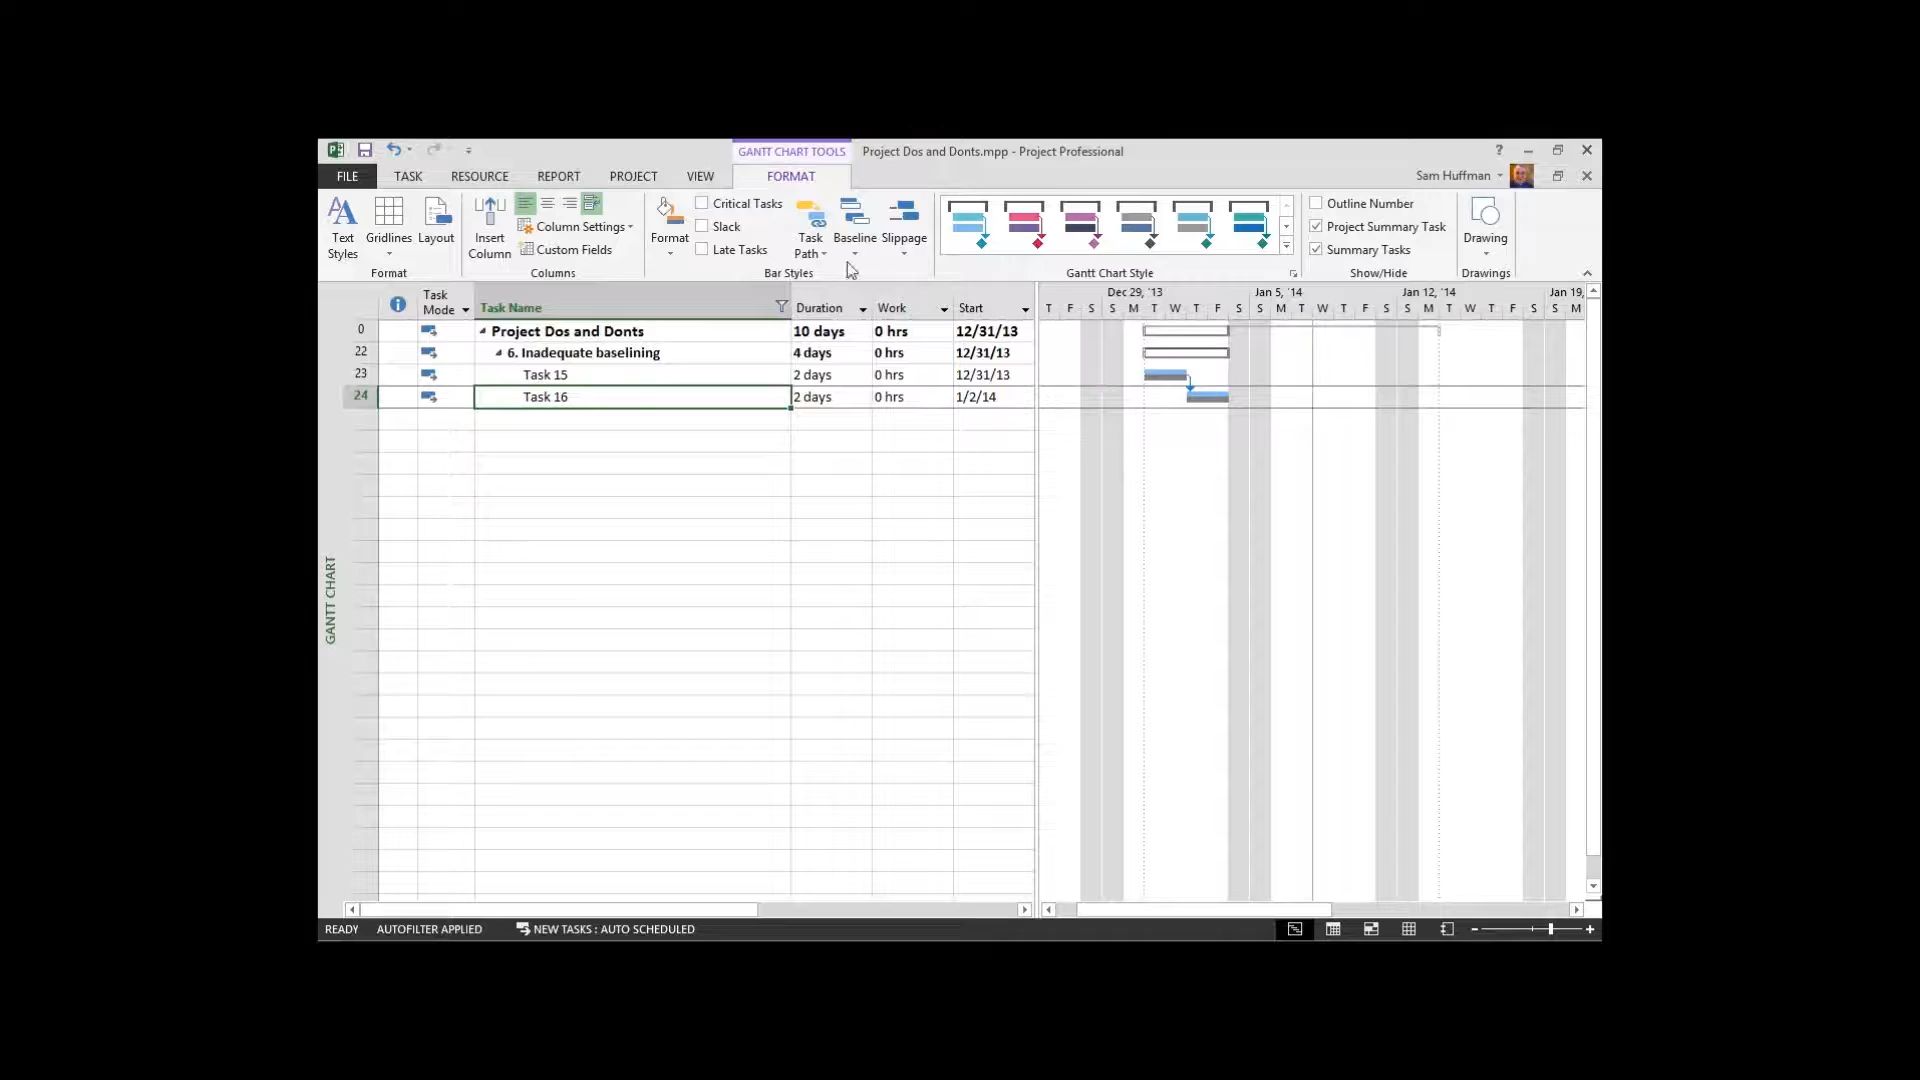 GANTT CHART TOOLS Project Dos and Donts.mpp - Project Professional ?
FILE TASK RESOURCE REPORT PROJECT VIEW FORMAT Sam Huffman
Text Styles Gridlines Layout
Format
Insert Column
Column Settings
Custom Fields
Columns
Format
Critical Tasks
Slack
Late Tasks
Task Path Baseline Slippage
Bar Styles
Gantt Chart Style
Outline Number
Project Summary Task
Summary Tasks
Show/Hide
Drawing
Drawings
Task Mode Task Name Duration Work Start
Dec 29, '13 Jan 5, '14 Jan 12, '14 Jan 19,
T F S S M T W T F S S M T W T F S S M T W T F S S M
0 Project Dos and Donts 10 days 0 hrs 12/31/13
22 6. Inadequate baselining 4 days 0 hrs 12/31/13
23 Task 15 2 days 0 hrs 12/31/13
24 Task 16 2 days 0 hrs 1/2/14
GANTT CHART
READY AUTOFILTER APPLIED NEW TASKS : AUTO SCHEDULED